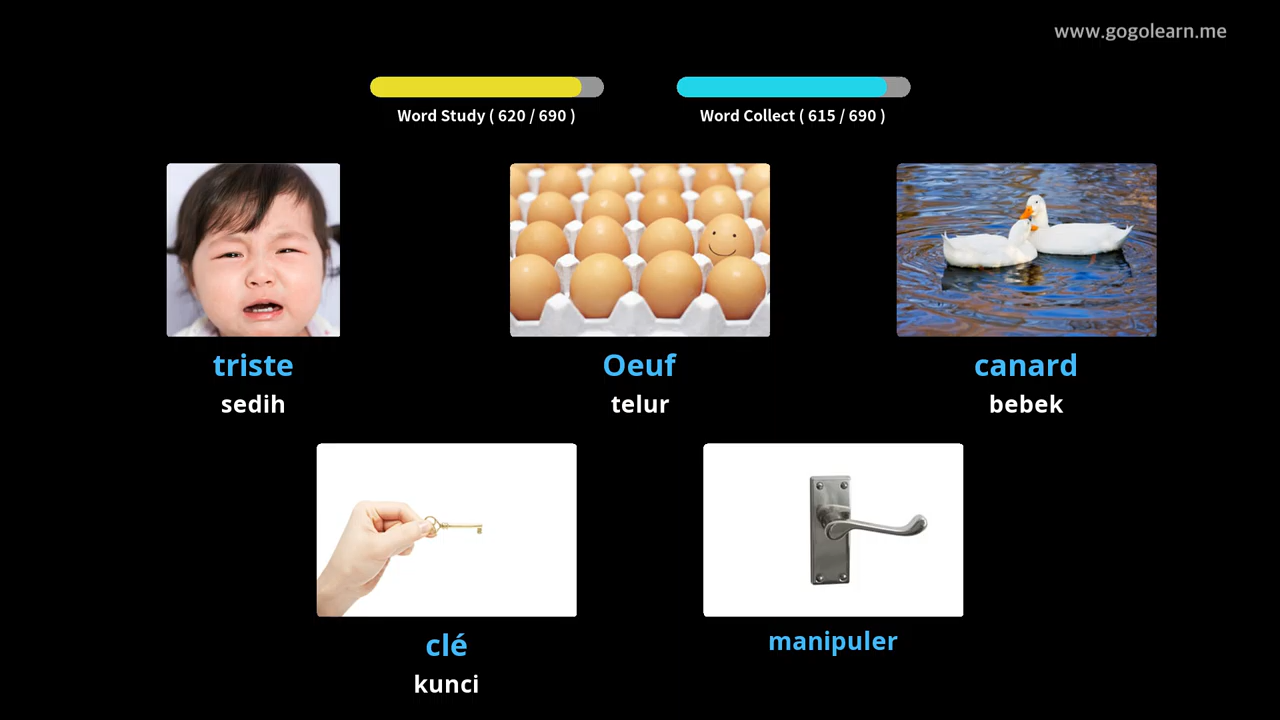 www.gogolearn.me
Word Study ( 620 / 690 )
Word Collect ( 615 / 690 )
triste
sedih
Oeuf
telur
canard
bebek
clé
kunci
manipuler